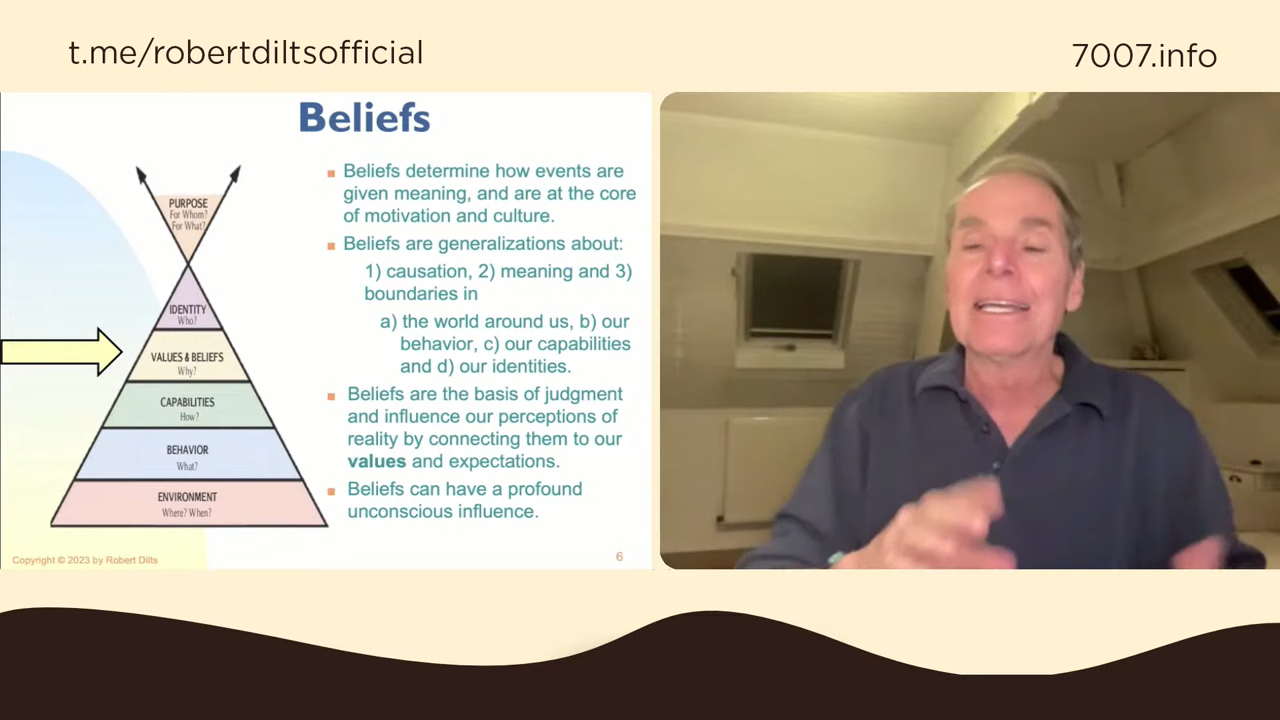 t.me/robertdiltsofficial
7007.info
Beliefs
PURPOSE
For Whom?
For What?
IDENTITY
Who?
VALUES & BELIEFS
Why?
CAPABILITIES
How?
BEHAVIOR
What?
ENVIRONMENT
Where? When?
Beliefs determine how events are
given meaning, and are at the core
of motivation and culture.
Beliefs are generalizations about:
1) causation, 2) meaning and 3)
boundaries in
a) the world around us, b) our
behavior, c) our capabilities
and d) our identities.
Beliefs are the basis of judgment
and influence our perceptions of
reality by connecting them to our
values and expectations.
Beliefs can have a profound
unconscious influence.
Copyright © 2023 by Robert Dilts
6